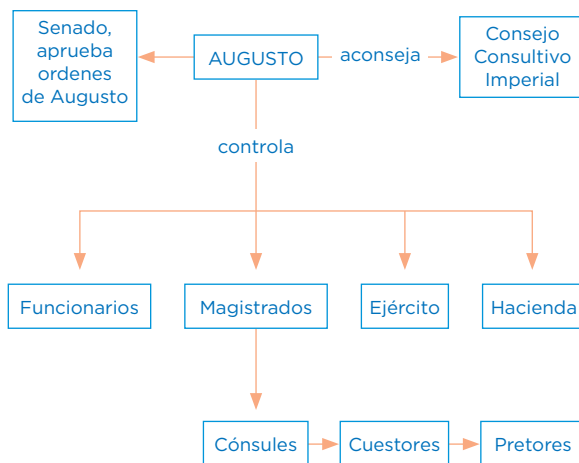 Senado,
aprueba
ordenes
de Augusto
AUGUSTO
aconseja
Consejo
Consultivo
Imperial
controla
Funcionarios
Magistrados
Ejército
Hacienda
Cónsules
Cuestores
Pretores